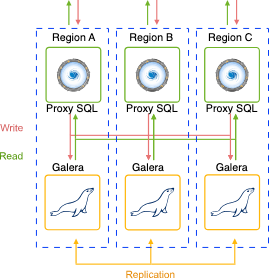 Region A
Region B
Region C
Proxy SQL
Proxy SQL
Proxy SQL
Write
Read
Galera
Galera
Galera
Replication